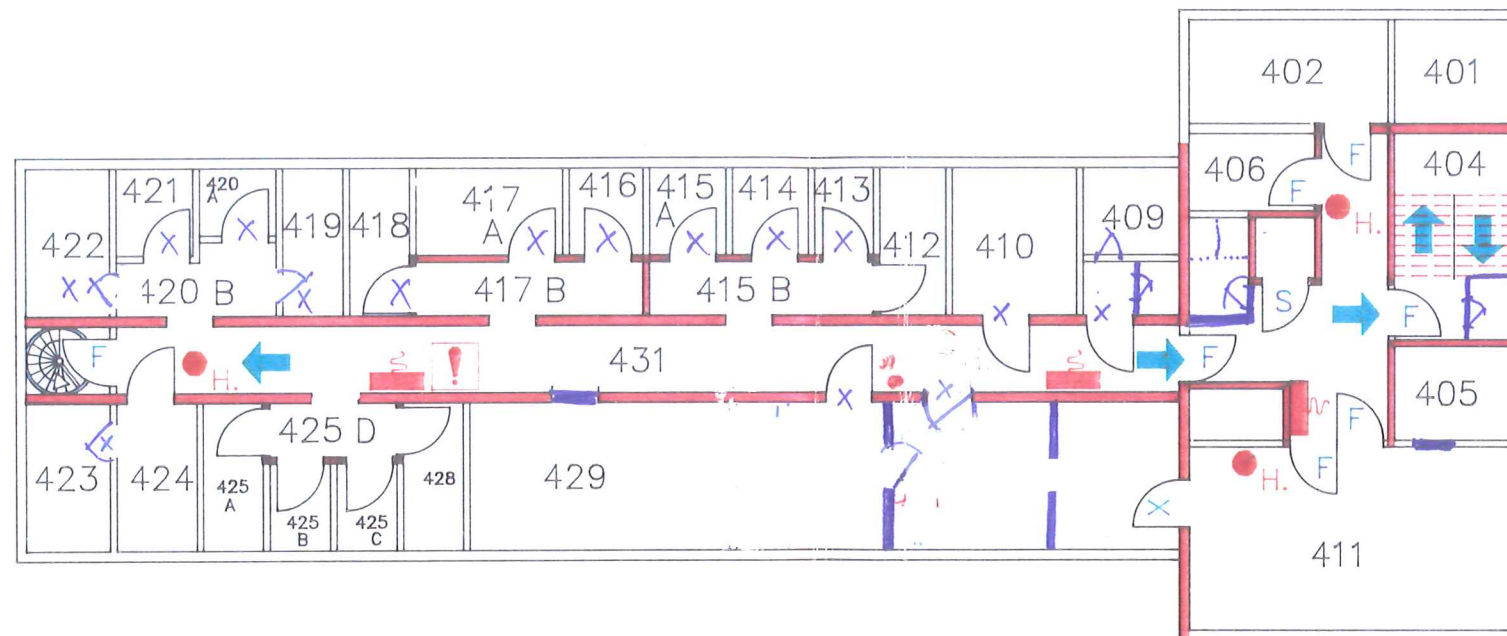 402
401
406
F
F
404
H.
421
420
A
417
A
416
415
A
414
413
409
422
X
X
419
418
X
X
X
X
X
412
410
X X
420 B
X
X
417 B
415 B
X
X
S
F
F
431
F
H.
!
X
X
F
405
425 D
F
X
423
424
425
A
428
429
H.
X
425
B
425
C
411